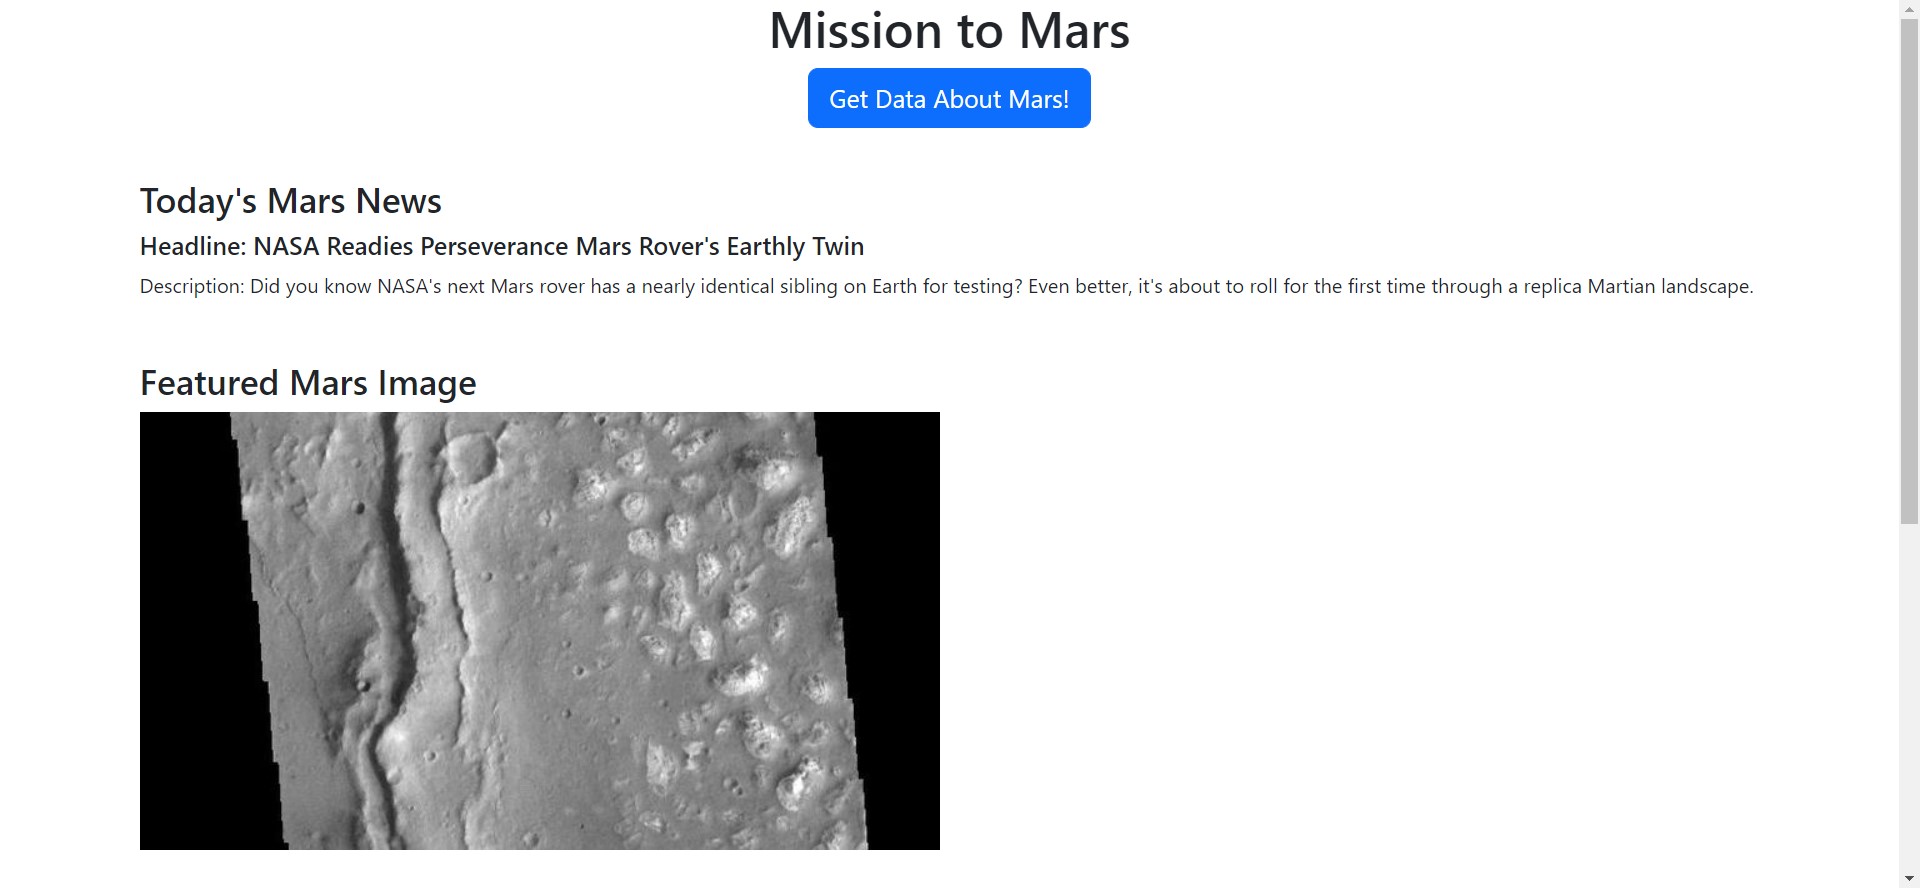 Mission to Mars
Get Data About Mars!
Today's Mars News
Headline: NASA Readies Perseverance Mars Rover's Earthly Twin
Description: Did you know NASA's next Mars rover has a nearly identical sibling on Earth for testing? Even better, it's about to roll for the first time through a replica Martian landscape.
Featured Mars Image